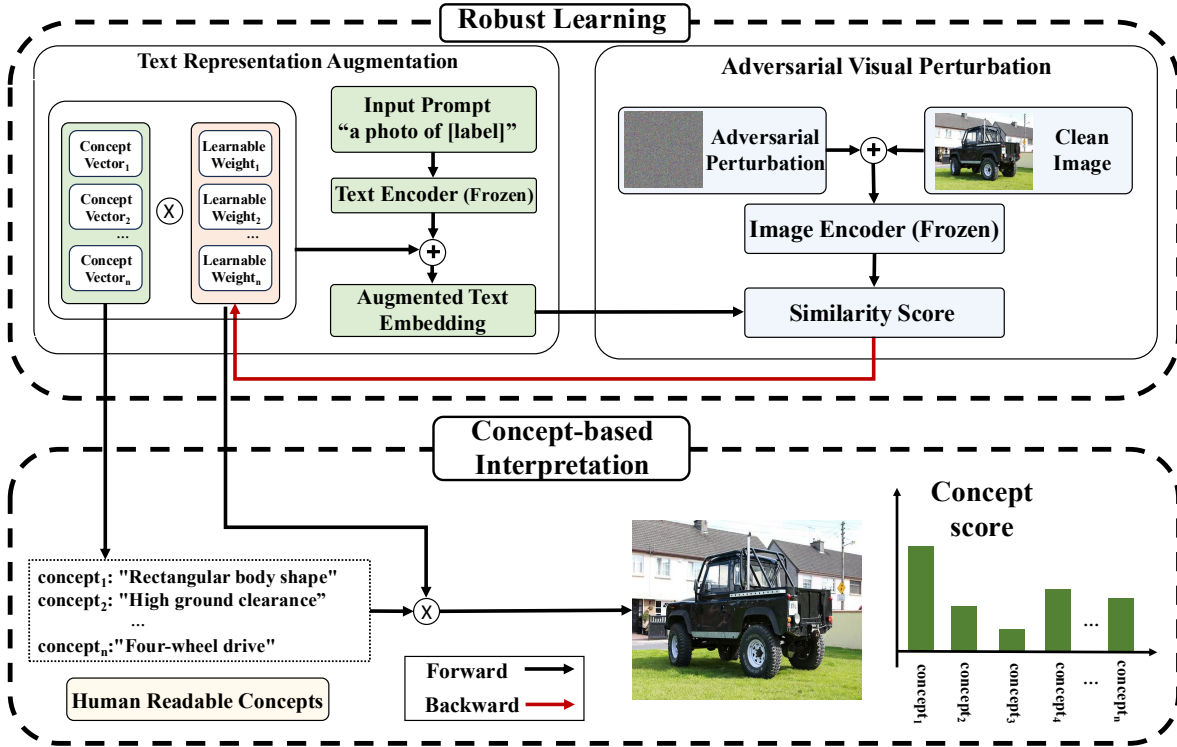 Robust Learning
Text Representation Augmentation
Concept
Vector₁
Concept
Vector₂
...
Concept
Vectorₙ
X
Learnable
Weight₁
Learnable
Weight₂
...
Learnable
Weightₙ
Input Prompt
“a photo of [label]”
Text Encoder (Frozen)
+
Augmented Text
Embedding
Adversarial Visual Perturbation
Adversarial
Perturbation
+
Clean
Image
Image Encoder (Frozen)
Similarity Score
Concept-based
Interpretation
concept₁: "Rectangular body shape"
concept₂: "High ground clearance”
...
conceptₙ:"Four-wheel drive"
Human Readable Concepts
X
Forward
Backward
Concept
score
...
concept₁
concept₂
concept₃
concept₄
...
conceptₙ